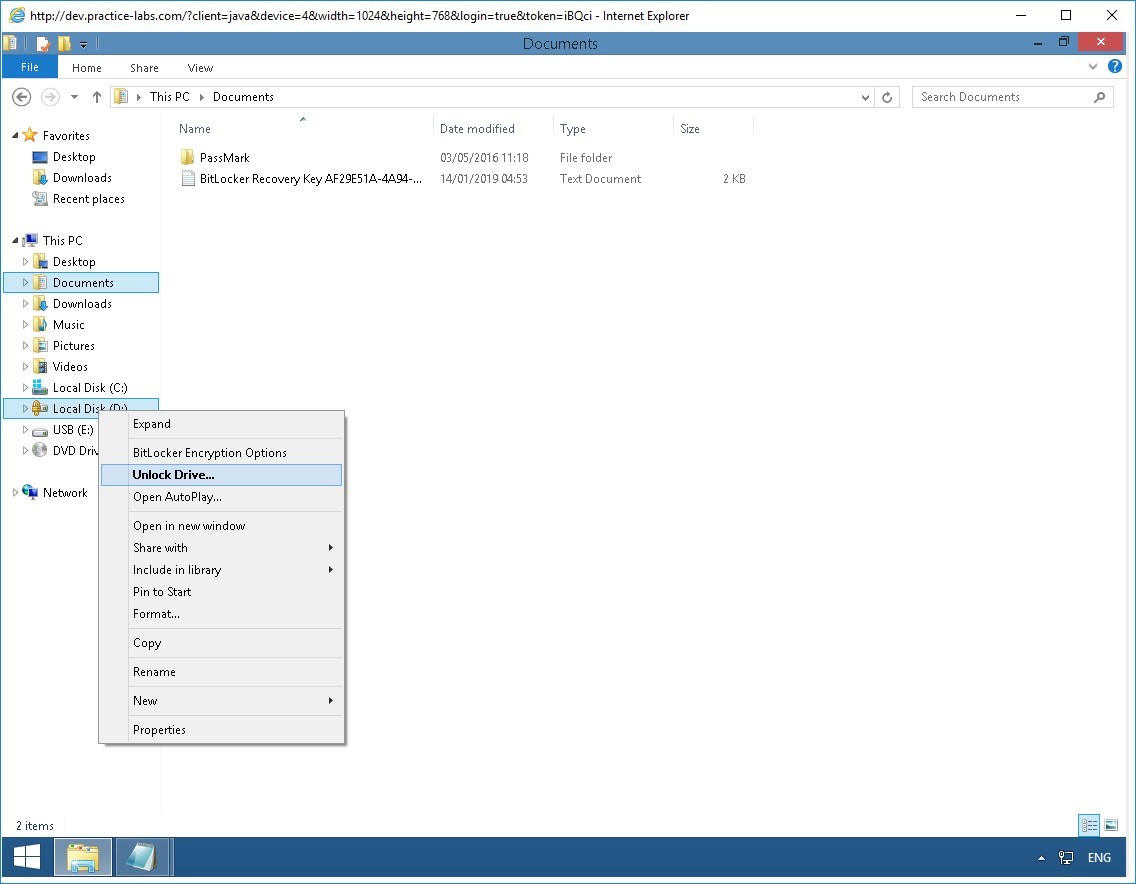 http://dev.practice-labs.com/?client=java&device=4&width=1024&height=768&login=true&token=iBQci - Internet Explorer
Documents
File Home Share View
This PC Documents
Search Documents
Name Date modified Type Size
PassMark 03/05/2016 11:18 File folder
BitLocker Recovery Key AF29E51A-4A94-... 14/01/2019 04:53 Text Document 2 KB
Favorites
Desktop
Downloads
Recent places
This PC
Desktop
Documents
Downloads
Music
Pictures
Videos
Local Disk (C:)
Local Disk (D:)
USB (E:)
DVD Driv
Network
Expand
BitLocker Encryption Options
Unlock Drive...
Open AutoPlay...
Open in new window
Share with
Include in library
Pin to Start
Format...
Copy
Rename
New
Properties
2 items
ENG